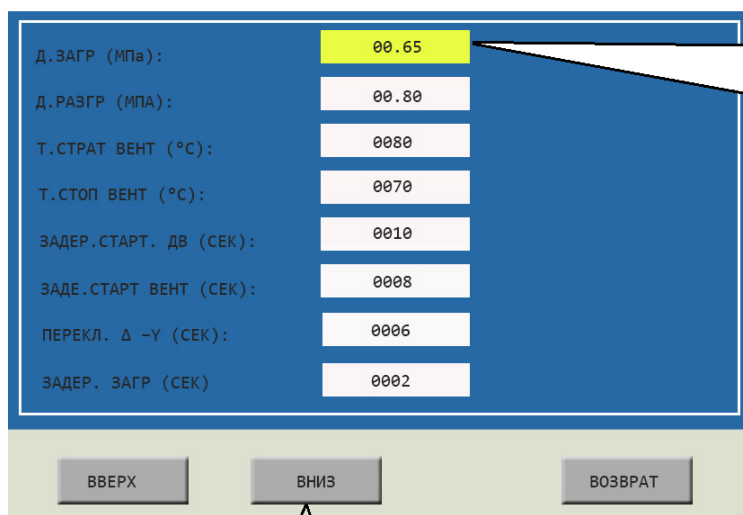 Д.ЗАГР (МПа): 00.65
Д.РАЗГР (МПА): 00.80
Т.СТРАТ ВЕНТ (°C): 0080
Т.СТОП ВЕНТ (°C): 0070
ЗАДЕР.СТАРТ. ДВ (СЕК): 0010
ЗАДЕ.СТАРТ ВЕНТ (СЕК): 0008
ПЕРЕКЛ. Δ –Y (СЕК): 0006
ЗАДЕР. ЗАГР (СЕК) 0002
ВВЕРХ ВНИЗ ВОЗВРАТ